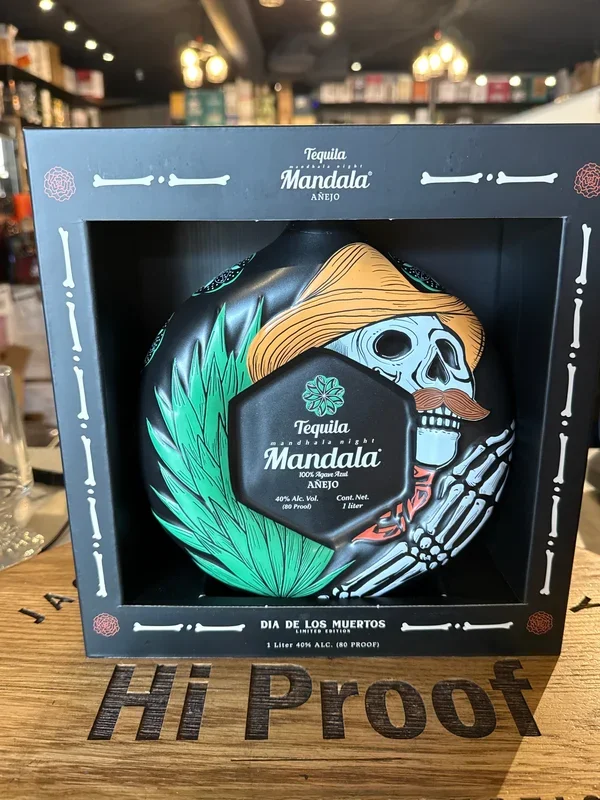 Tequila
mandhala night
Mandala®
AÑEJO
Tequila
mandhala night
Mandala®
100% Agave Azul
AÑEJO
40% Alc. Vol.
(80 Proof)
Cont. Net.
1 liter
DIA DE LOS MUERTOS
LIMITED EDITION
1 Liter 40% ALC. (80 PROOF)
Hi Proof